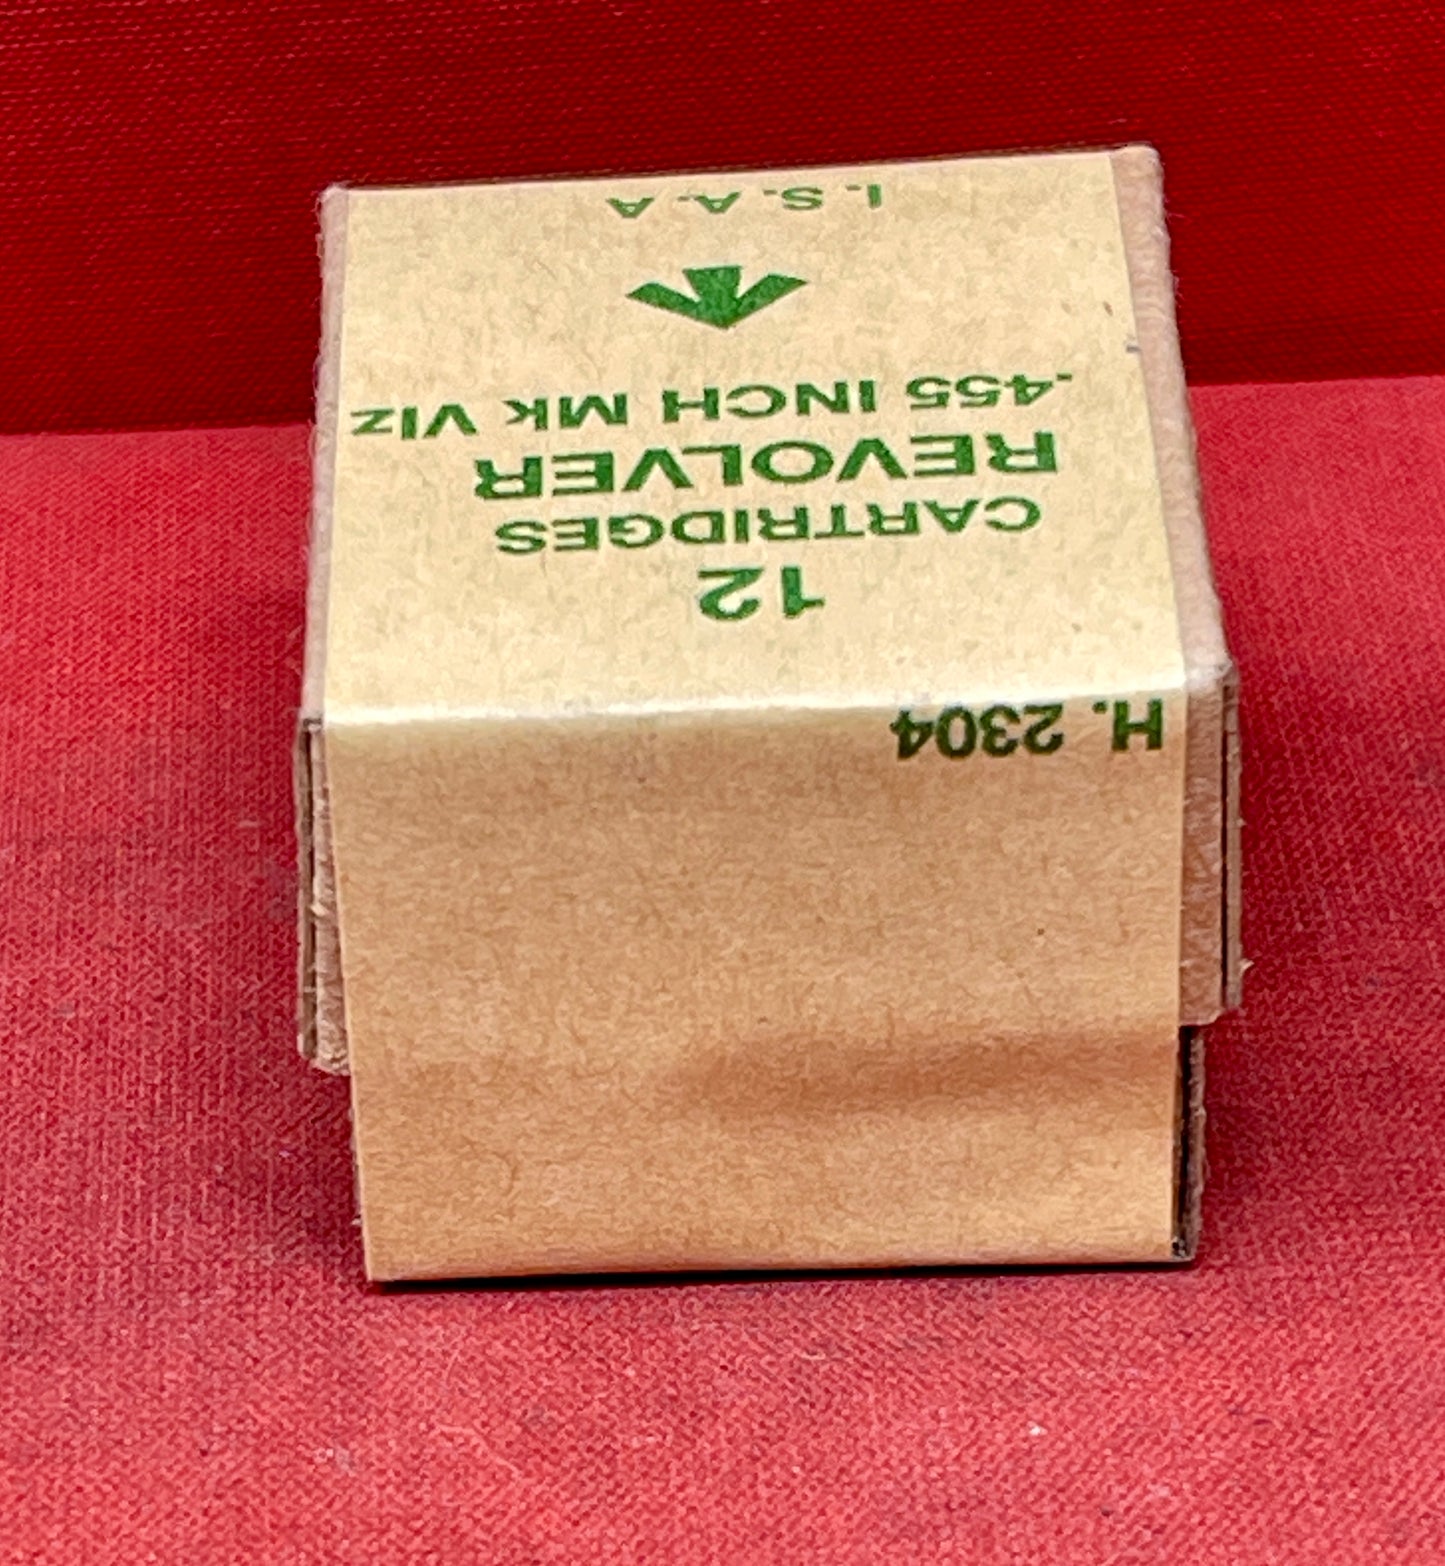 H. 2304
12
CARTRIDGES
REVOLVER
.455 INCH Mk VIz
I. S. A. A